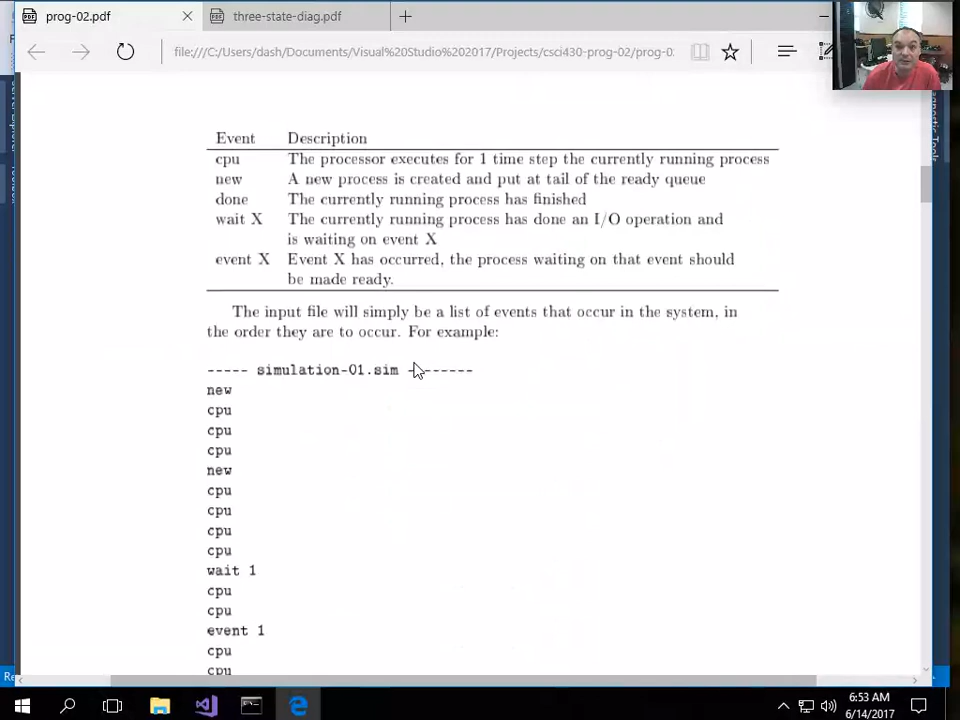 prog-02.pdf
three-state-diag.pdf
file:///C:/Users/dash/Documents/Visual%20Studio%202017/Projects/csci430-prog-02/prog-0
Event Description
cpu The processor executes for 1 time step the currently running process
new A new process is created and put at tail of the ready queue
done The currently running process has finished
wait X The currently running process has done an I/O operation and
is waiting on event X
event X Event X has occurred, the process waiting on that event should
be made ready.
The input file will simply be a list of events that occur in the system, in
the order they are to occur. For example:
----- simulation-01.sim --------
new
cpu
cpu
cpu
new
cpu
cpu
cpu
cpu
wait 1
cpu
cpu
event 1
cpu
cpu
Re
6:53 AM
6/14/2017